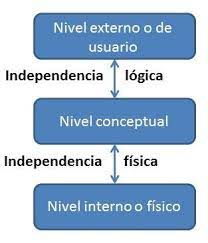 Nivel externo o de
usuario
Independencia lógica
Nivel conceptual
Independencia física
Nivel interno o físico